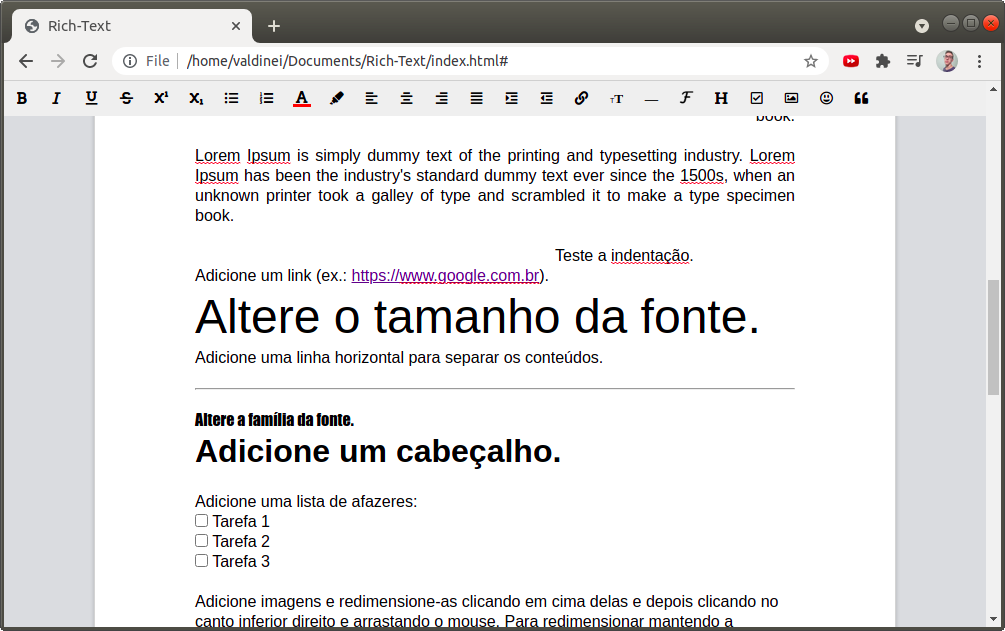 Rich-Text
File
/home/valdinei/Documents/Rich-Text/index.html#
B I U S X¹ X₁ A TT — F H
book.
Lorem Ipsum is simply dummy text of the printing and typesetting industry. Lorem
Ipsum has been the industry's standard dummy text ever since the 1500s, when an
unknown printer took a galley of type and scrambled it to make a type specimen
book.
Teste a indentação.
Adicione um link (ex.: https://www.google.com.br).
Altere o tamanho da fonte.
Adicione uma linha horizontal para separar os conteúdos.
Altere a família da fonte.
Adicione um cabeçalho.
Adicione uma lista de afazeres:
Tarefa 1
Tarefa 2
Tarefa 3
Adicione imagens e redimensione-as clicando em cima delas e depois clicando no
canto inferior direito e arrastando o mouse. Para redimensionar mantendo a